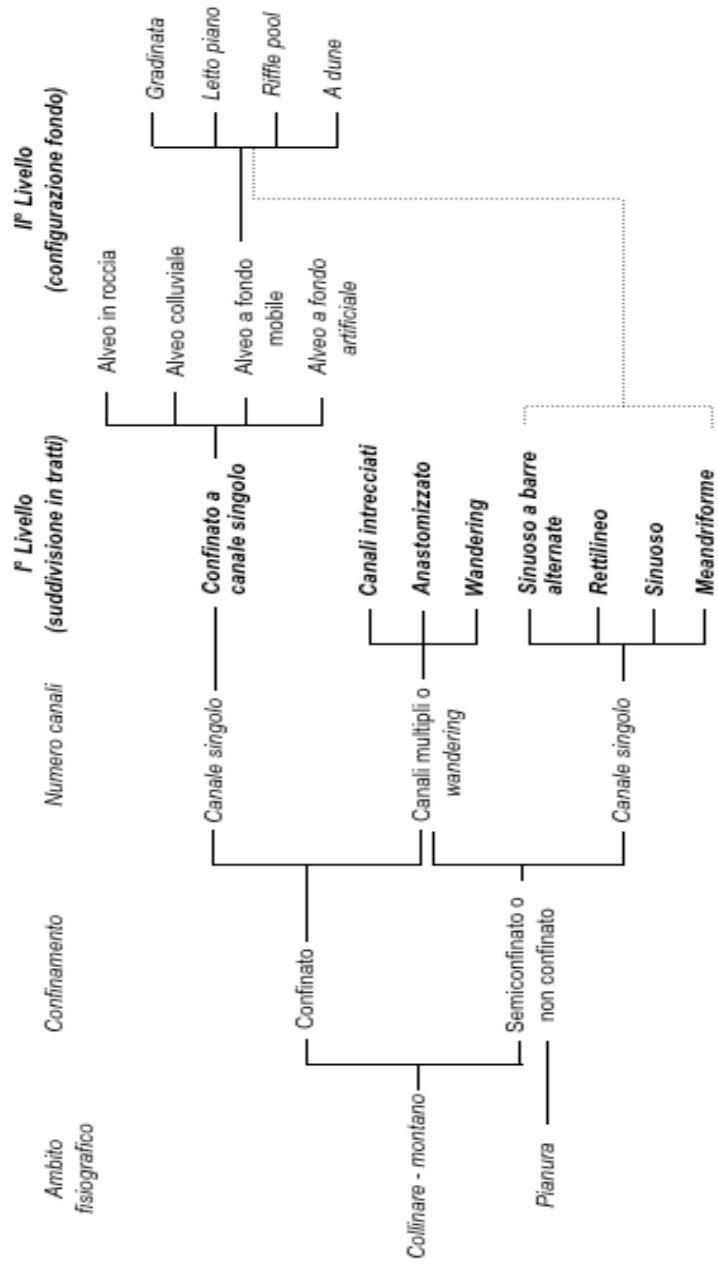 Ambito
fisiografico
Confinamento
Numero canali
I° Livello
(suddivisione in tratti)
II° Livello
(configurazione fondo)
Collinare - montano
Pianura
Confinato
Semiconfinato o
non confinato
Canale singolo
Canali multipli o
wandering
Canale singolo
Confinato a
canale singolo
Canali intrecciati
Anastomizzato
Wandering
Sinuoso a barre
alternate
Rettilineo
Sinuoso
Meandriforme
Alveo in roccia
Alveo colluviale
Alveo a fondo
mobile
Alveo a fondo
artificiale
Gradinata
Letto piano
Riffle pool
A dune